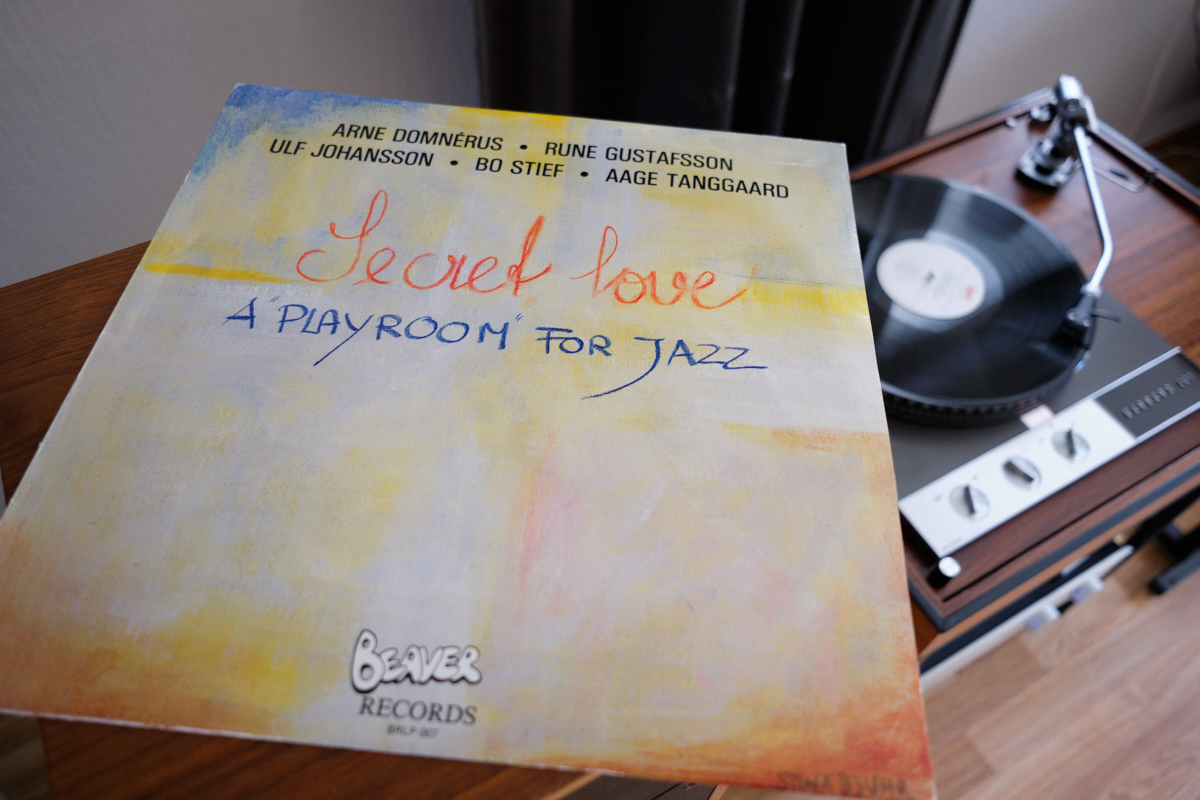 ARNE DOMNÉRUS • RUNE GUSTAFSSON
ULF JOHANSSON • BO STIEF • AAGE TANGGAARD
Secret love
A "PLAYROOM" FOR JAZZ
BEAVER
RECORDS
BRLP 007